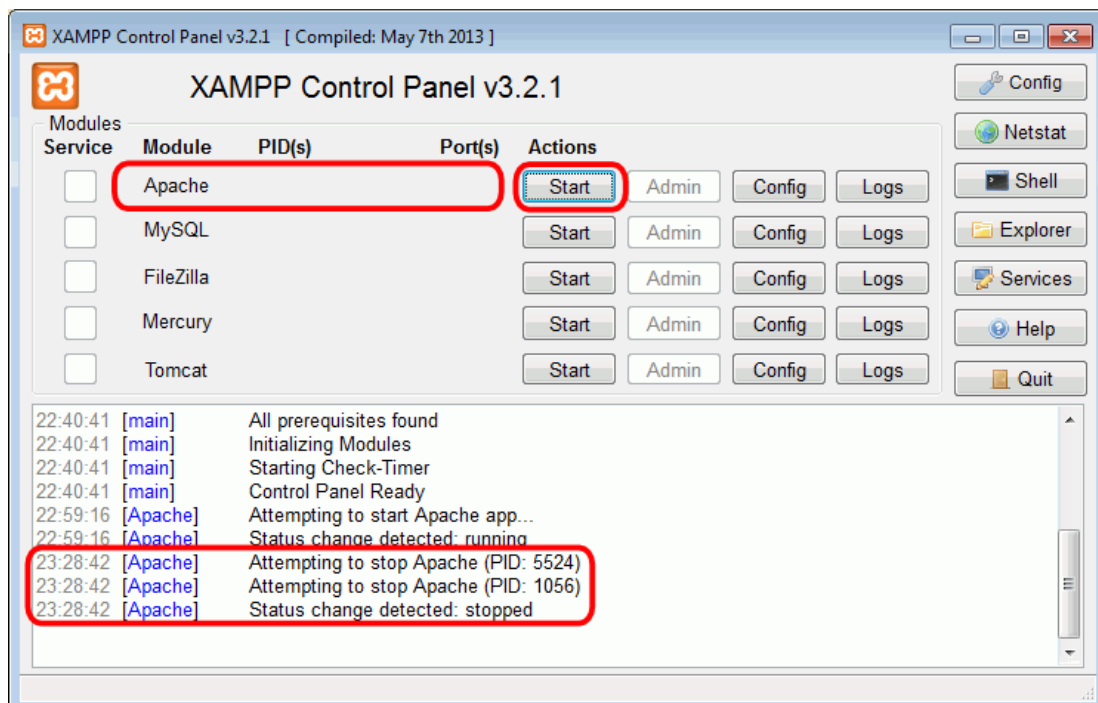 XAMPP Control Panel v3.2.1 [ Compiled: May 7th 2013 ]
XAMPP Control Panel v3.2.1
Config
Modules
Netstat
Service Module PID(s) Port(s) Actions
Apache Start Admin Config Logs
Shell
MySQL Start Admin Config Logs
Explorer
FileZilla Start Admin Config Logs
Services
Mercury Start Admin Config Logs
Help
Tomcat Start Admin Config Logs
Quit
22:40:41 [main] All prerequisites found
22:40:41 [main] Initializing Modules
22:40:41 [main] Starting Check-Timer
22:40:41 [main] Control Panel Ready
22:59:16 [Apache] Attempting to start Apache app...
22:59:16 [Apache] Status change detected: running
23:28:42 [Apache] Attempting to stop Apache (PID: 5524)
23:28:42 [Apache] Attempting to stop Apache (PID: 1056)
23:28:42 [Apache] Status change detected: stopped